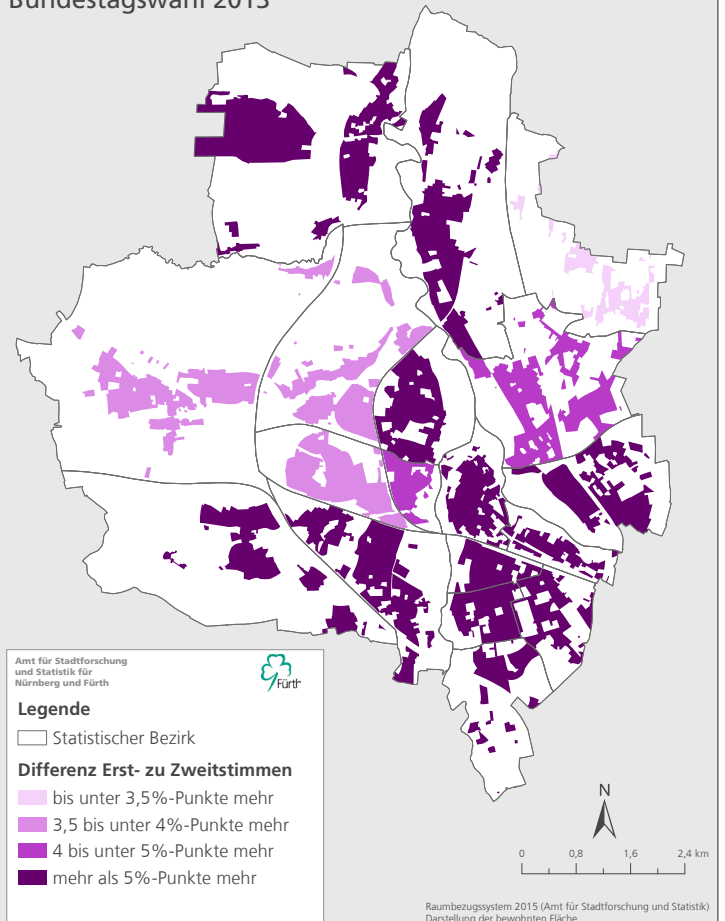 Bundestagswahl 2013
Amt für Stadtforschung
und Statistik für
Nürnberg und Fürth
Fürth
Legende
Statistischer Bezirk
Differenz Erst- zu Zweitstimmen
bis unter 3,5%-Punkte mehr
3,5 bis unter 4%-Punkte mehr
4 bis unter 5%-Punkte mehr
mehr als 5%-Punkte mehr
N
0 0,8 1,6 2,4 km
Raumbezugssystem 2015 (Amt für Stadtforschung und Statistik)
Darstellung der bewohnten Fläche